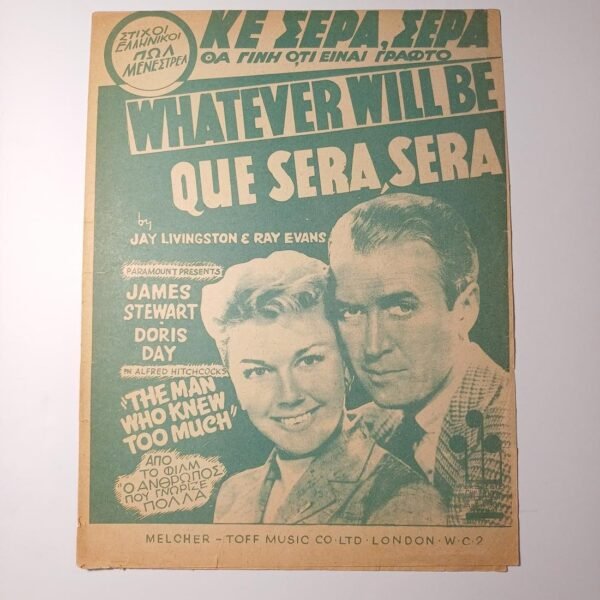 ΣΤΙΧΟΙ
ΕΛΛΗΝΙΚΟΙ
ΠΩΛ
ΜΕΝΕΣΤΡΕΛ
ΚΕ ΣΕΡΑ, ΣΕΡΑ
ΘΑ ΓΙΝΗ Ο,ΤΙ ΕΙΝΑΙ ΓΡΑΦΤΟ
WHATEVER WILL BE
QUE SERA, SERA
by
JAY LIVINGSTON & RAY EVANS
PARAMOUNT PRESENTS
JAMES
STEWART
DORIS
DAY
IN ALFRED HITCHCOCKS
"THE MAN
WHO KNEW
TOO MUCH"
ΑΠΟ
ΤΟ ΦΙΛΜ
Ο ΑΝΘΡΩΠΟΣ
ΠΟΥ ΓΝΩΡΙΖΕ
ΠΟΛΛΑ
MELCHER - TOFF MUSIC CO·LTD·LONDON·W·C·2